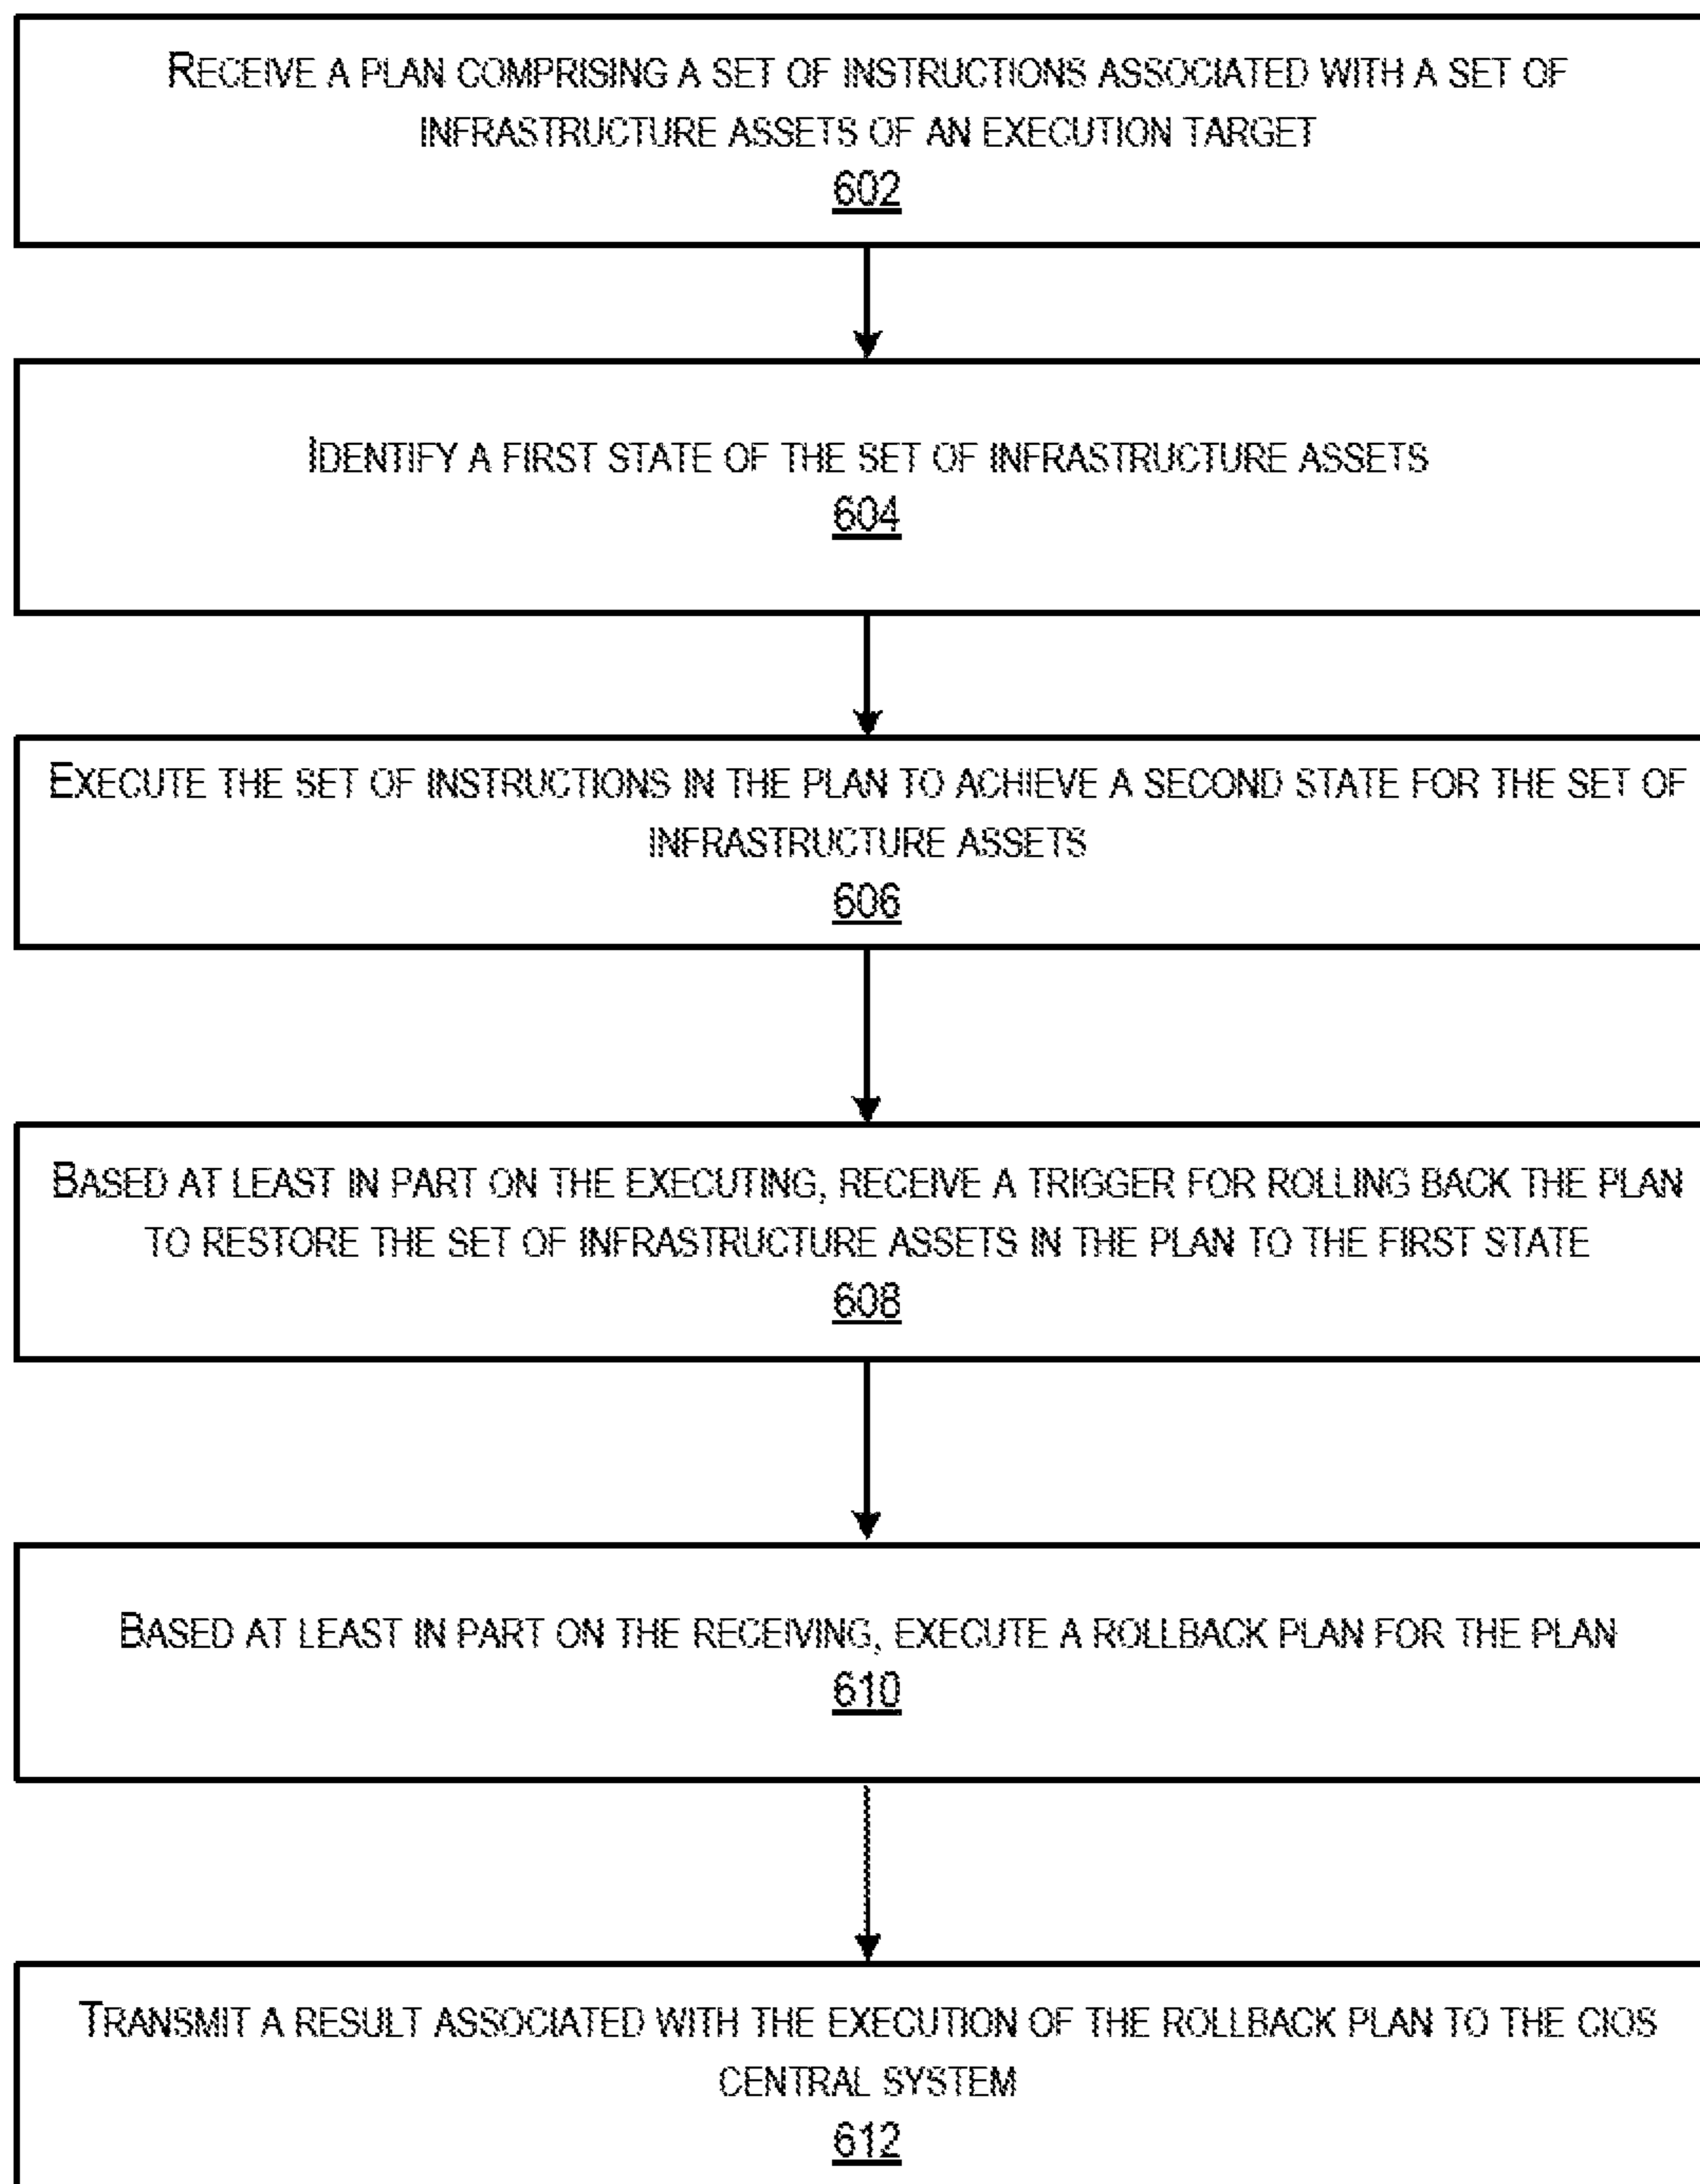 RECEIVE A PLAN COMPRISING A SET OF INSTRUCTIONS ASSOCIATED WITH A SET OF
INFRASTRUCTURE ASSETS OF AN EXECUTION TARGET
602
IDENTIFY A FIRST STATE OF THE SET OF INFRASTRUCTURE ASSETS
604
EXECUTE THE SET OF INSTRUCTIONS IN THE PLAN TO ACHIEVE A SECOND STATE FOR THE SET OF
INFRASTRUCTURE ASSETS
606
BASED AT LEAST IN PART ON THE EXECUTING, RECEIVE A TRIGGER FOR ROLLING BACK THE PLAN
TO RESTORE THE SET OF INFRASTRUCTURE ASSETS IN THE PLAN TO THE FIRST STATE
608
BASED AT LEAST IN PART ON THE RECEIVING, EXECUTE A ROLLBACK PLAN FOR THE PLAN
610
TRANSMIT A RESULT ASSOCIATED WITH THE EXECUTION OF THE ROLLBACK PLAN TO THE CIOS
CENTRAL SYSTEM
612